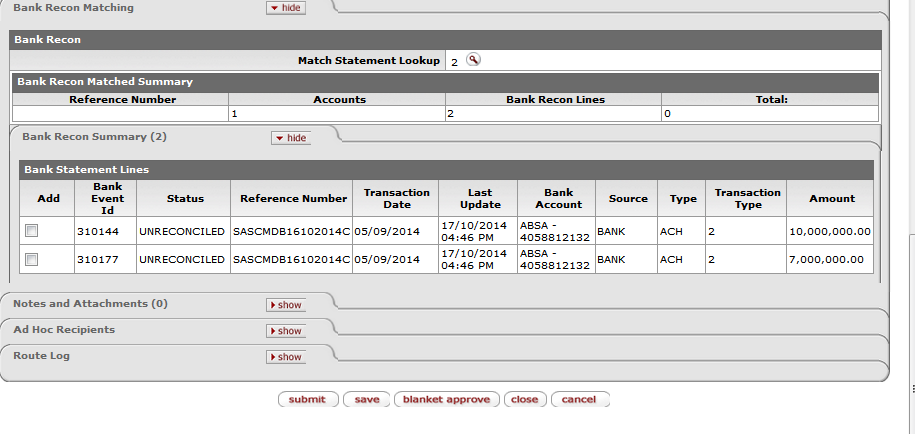 Bank Recon Matching hide
Bank Recon
Match Statement Lookup 2
Bank Recon Matched Summary
Reference Number Accounts Bank Recon Lines Total:
1 2 0
Bank Recon Summary (2) hide
Bank Statement Lines
Add Bank Event Id Status Reference Number Transaction Date Last Update Bank Account Source Type Transaction Type Amount
310144 UNRECONCILED SASCMDB16102014C 05/09/2014 17/10/2014 04:46 PM ABSA - 4058812132 BANK ACH 2 10,000,000.00
310177 UNRECONCILED SASCMDB16102014C 05/09/2014 17/10/2014 04:46 PM ABSA - 4058812132 BANK ACH 2 7,000,000.00
Notes and Attachments (0) show
Ad Hoc Recipients show
Route Log show
submit save blanket approve close cancel